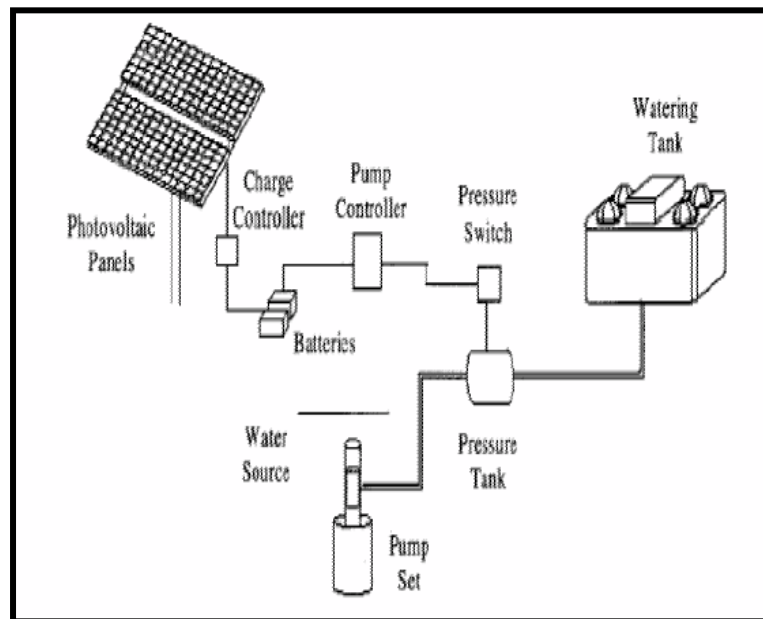 Watering
Tank
Charge
Controller
Pump
Controller
Pressure
Switch
Photovoltaic
Panels
Batteries
Water
Source
Pressure
Tank
Pump
Set